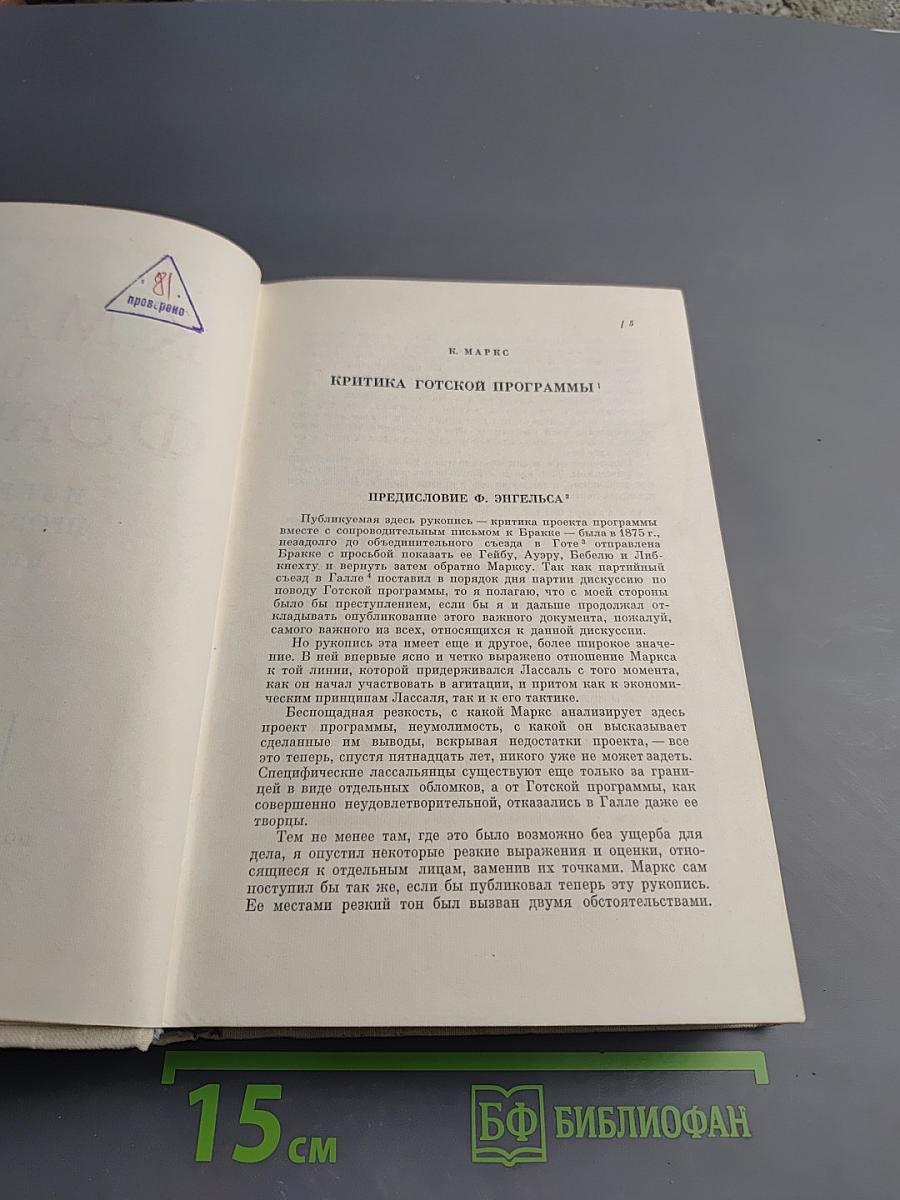 81
проверено
5
К. МАРКС
КРИТИКА ГОТСКОЙ ПРОГРАММЫ¹
ПРЕДИСЛОВИЕ Ф. ЭНГЕЛЬСА²
Публикуемая здесь рукопись — критика проекта программы
вместе с сопроводительным письмом к Бракке — была в 1875 г.,
незадолго до объединительного съезда в Готе³ отправлена
Бракке с просьбой показать ее Гейбу, Ауэру, Бебелю и Либ-
кнехту и вернуть затем обратно Марксу. Так как партийный
съезд в Галле⁴ поставил в порядок дня партии дискуссию по
поводу Готской программы, то я полагаю, что с моей стороны
было бы преступлением, если бы я и дальше продолжал от-
кладывать опубликование этого важного документа, пожалуй,
самого важного из всех, относящихся к данной дискуссии.
Но рукопись эта имеет еще и другое, более широкое значе-
ние. В ней впервые ясно и четко выражено отношение Маркса
к той линии, которой придерживался Лассаль с того момента,
как он начал участвовать в агитации, и притом как к экономи-
ческим принципам Лассаля, так и к его тактике.
Беспощадная резкость, с какой Маркс анализирует здесь
проект программы, неумолимость, с какой он высказывает
сделанные им выводы, вскрывая недостатки проекта, — все
это теперь, спустя пятнадцать лет, никого уже не может задеть.
Специфические лассальянцы существуют еще только за грани-
цей в виде отдельных обломков, а от Готской программы, как
совершенно неудовлетворительной, отказались в Галле даже ее
творцы.
Тем не менее там, где это было возможно без ущерба для
дела, я опустил некоторые резкие выражения и оценки, отно-
сящиеся к отдельным лицам, заменив их точками. Маркс сам
поступил бы так же, если бы публиковал теперь эту рукопись.
Ее местами резкий тон был вызван двумя обстоятельствами.
15 см
БФ БИБЛИОФАН